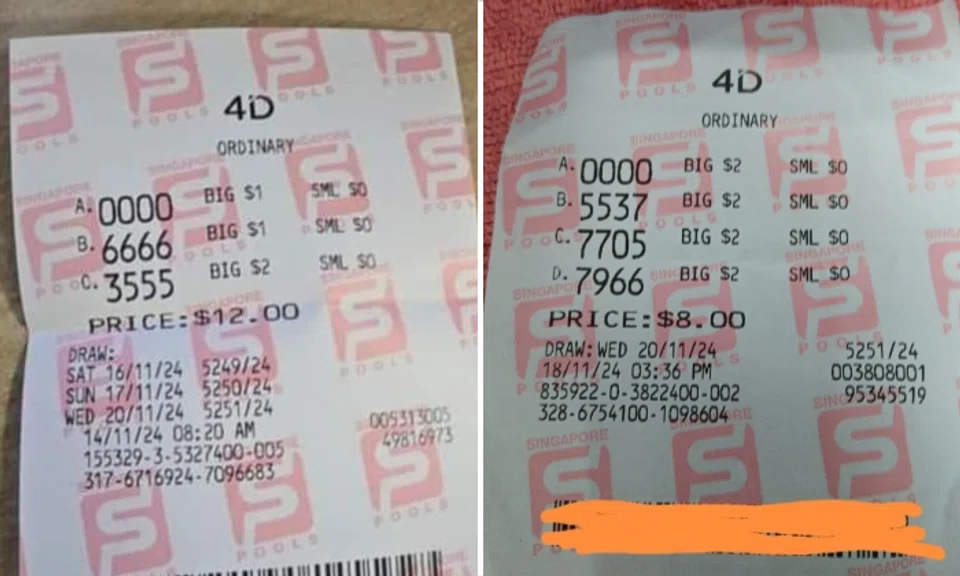 4D
ORDINARY
A. 0000 BIG $1 SML $0
B. 6666 BIG $1 SML $0
C. 3555 BIG $2 SML $0
PRICE:$12.00
DRAW:
SAT 16/11/24 5249/24
SUN 17/11/24 5250/24
WED 20/11/24 5251/24
14/11/24 08:20 AM 005313005
155329-3-5327400-005 49816973
317-6716924-7096683
SINGAPORE POOLS
4D
ORDINARY
A. 0000 BIG $2 SML $0
B. 5537 BIG $2 SML $0
C. 7705 BIG $2 SML $0
D. 7966 BIG $2 SML $0
PRICE:$8.00
DRAW:WED 20/11/24 5251/24
18/11/24 03:36 PM 003808001
835922-0-3822400-002 95345519
328-6754100-1098604
SINGAPORE POOLS